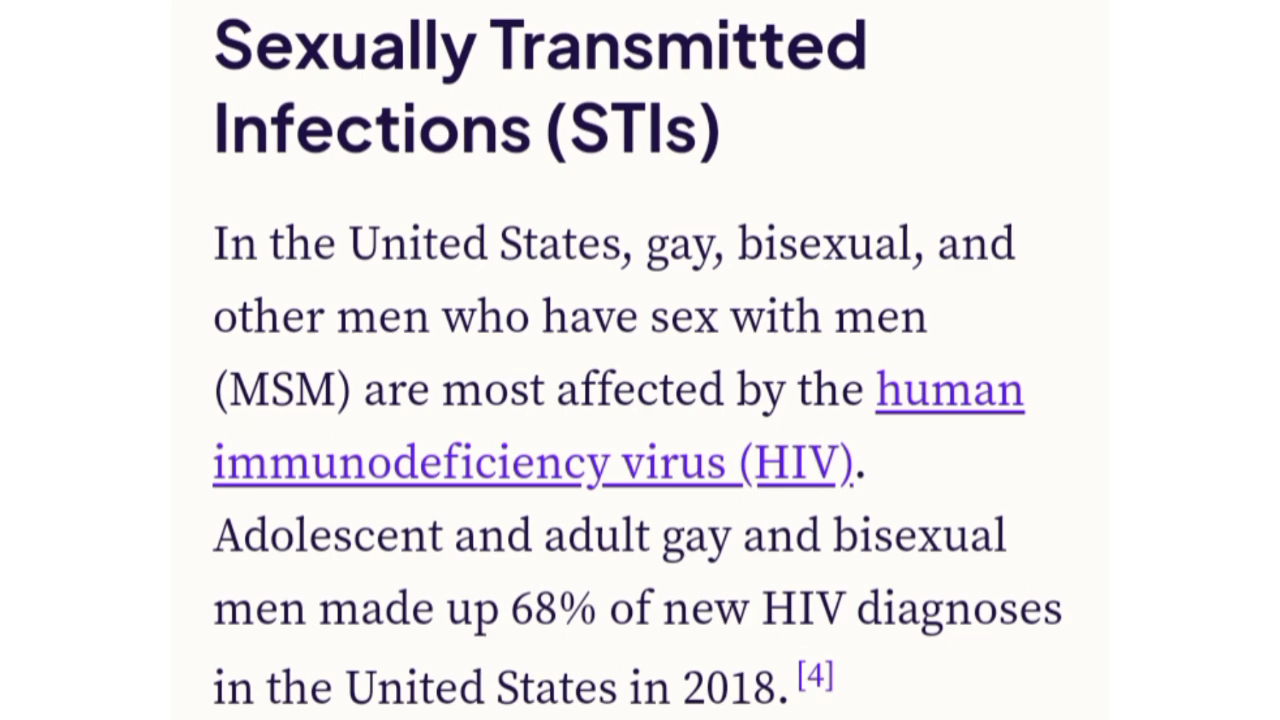 Sexually Transmitted
Infections (STIs)
In the United States, gay, bisexual, and
other men who have sex with men
(MSM) are most affected by the human
immunodeficiency virus (HIV).
Adolescent and adult gay and bisexual
men made up 68% of new HIV diagnoses
in the United States in 2018. [4]